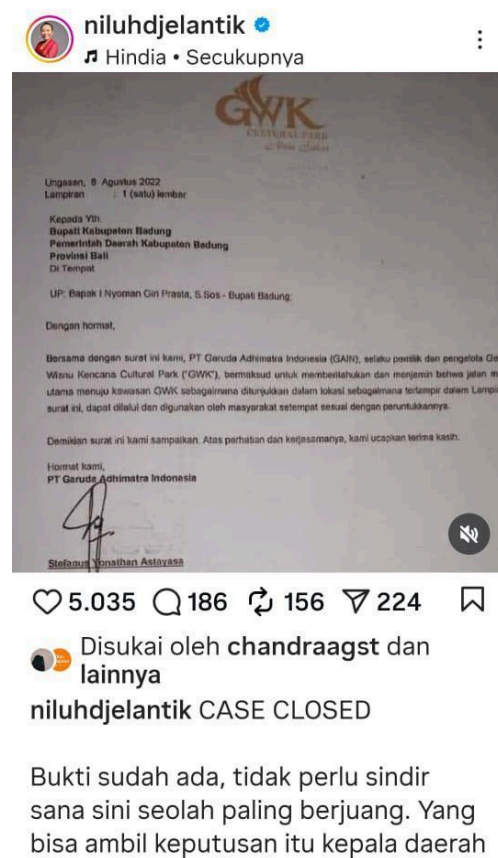 niluhdjelantik
Hindia • Secukupnya
GWK
CULTURAL PARK
Ungasan, 8 Agustus 2022
Lampiran : 1 (satu) lembar
Kepada Yth.
Bupati Kabupaten Badung
Pemerintah Daerah Kabupaten Badung
Provinsi Bali
Di Tempat
UP: Bapak I Nyoman Giri Prasta, S.Sos - Bupati Badung;
Dengan hormat,
Bersama dengan surat ini kami, PT Garuda Adhimatra Indonesia (GAIN), selaku pemilik dan pengelola Ga
Wisnu Kencana Cultural Park ("GWK"), bermaksud untuk memberitahukan dan menjamin bahwa jalan m
utama menuju kawasan GWK sebagaimana ditunjukkan dalam lokasi sebagaimana terlampir dalam Lampi
surat ini, dapat dilalui dan digunakan oleh masyarakat setempat sesuai dengan peruntukkannya.
Demikian surat ini kami sampaikan. Atas perhatian dan kerjasamanya, kami ucapkan terima kasih.
Hormat kami,
PT Garuda Adhimatra Indonesia
Stefanus Yonathan Astayasa
5.035 186 156 224
Disukai oleh chandraagst dan
lainnya
niluhdjelantik CASE CLOSED
Bukti sudah ada, tidak perlu sindir
sana sini seolah paling berjuang. Yang
bisa ambil keputusan itu kepala daerah